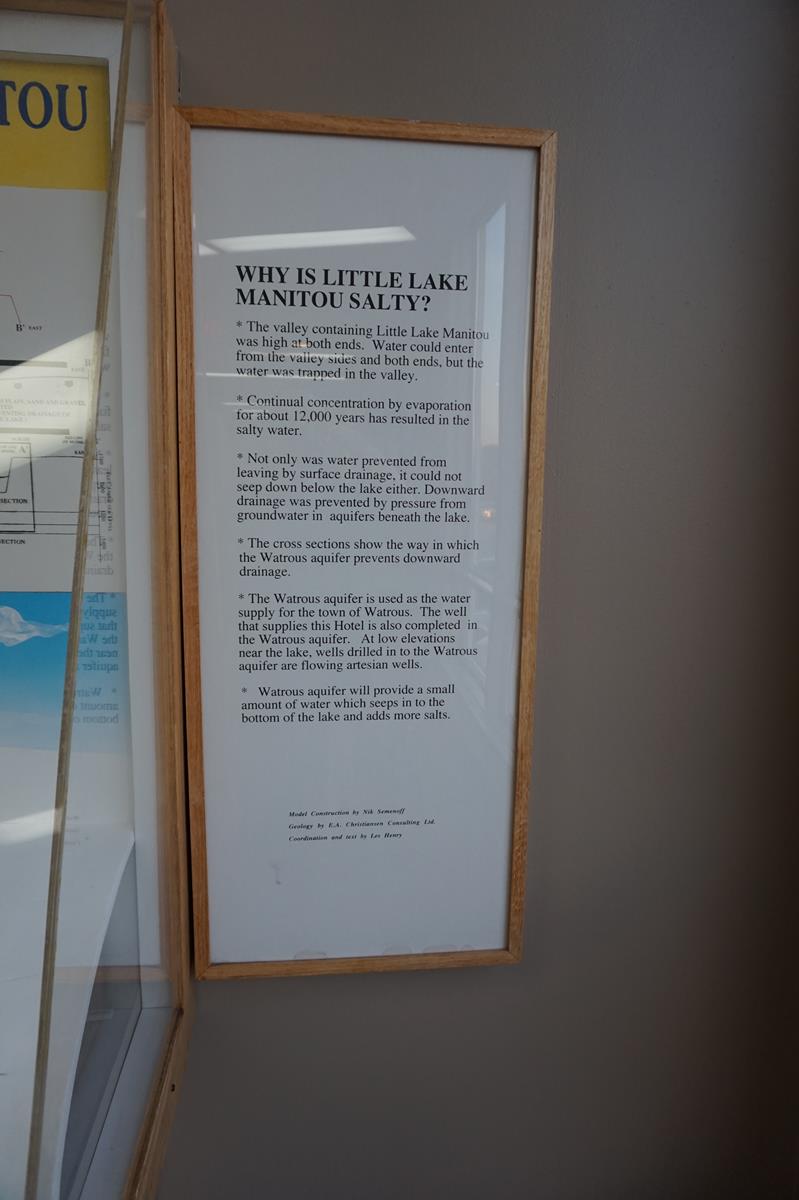 TOU
B' EAST
SECTION
SECTION
WHY IS LITTLE LAKE
MANITOU SALTY?
* The valley containing Little Lake Manitou
was high at both ends.  Water could enter
from the valley sides and both ends, but the
water was trapped in the valley.
* Continual concentration by evaporation
for about 12,000 years has resulted in the
salty water.
* Not only was water prevented from
leaving by surface drainage, it could not
seep down below the lake either. Downward
drainage was prevented by pressure from
groundwater in  aquifers beneath the lake.
* The cross sections show the way in which
the Watrous aquifer prevents downward
drainage.
* The Watrous aquifer is used as the water
supply for the town of Watrous.  The well
that supplies this Hotel is also completed  in
the Watrous aquifer.   At low elevations
near the lake, wells drilled in to the Watrous
aquifer are flowing artesian wells.
*   Watrous aquifer will provide a small
amount of water which seeps in to the
bottom of the lake and adds more salts.
Model Construction by Nik Semenoff
Geology by E.A. Christiansen Consulting Ltd.
Coordination and text by Les Henry